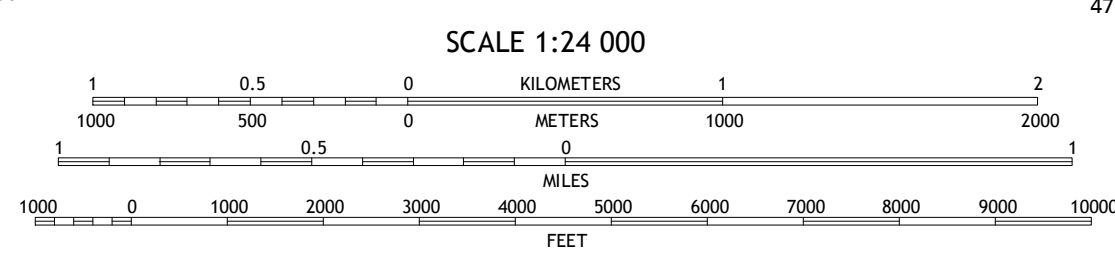 47
SCALE 1:24 000
1 0.5 0 KILOMETERS 1 2
1000 500 0 METERS 1000 2000
1 0.5 0 1
MILES
1000 0 1000 2000 3000 4000 5000 6000 7000 8000 9000 10000
FEET